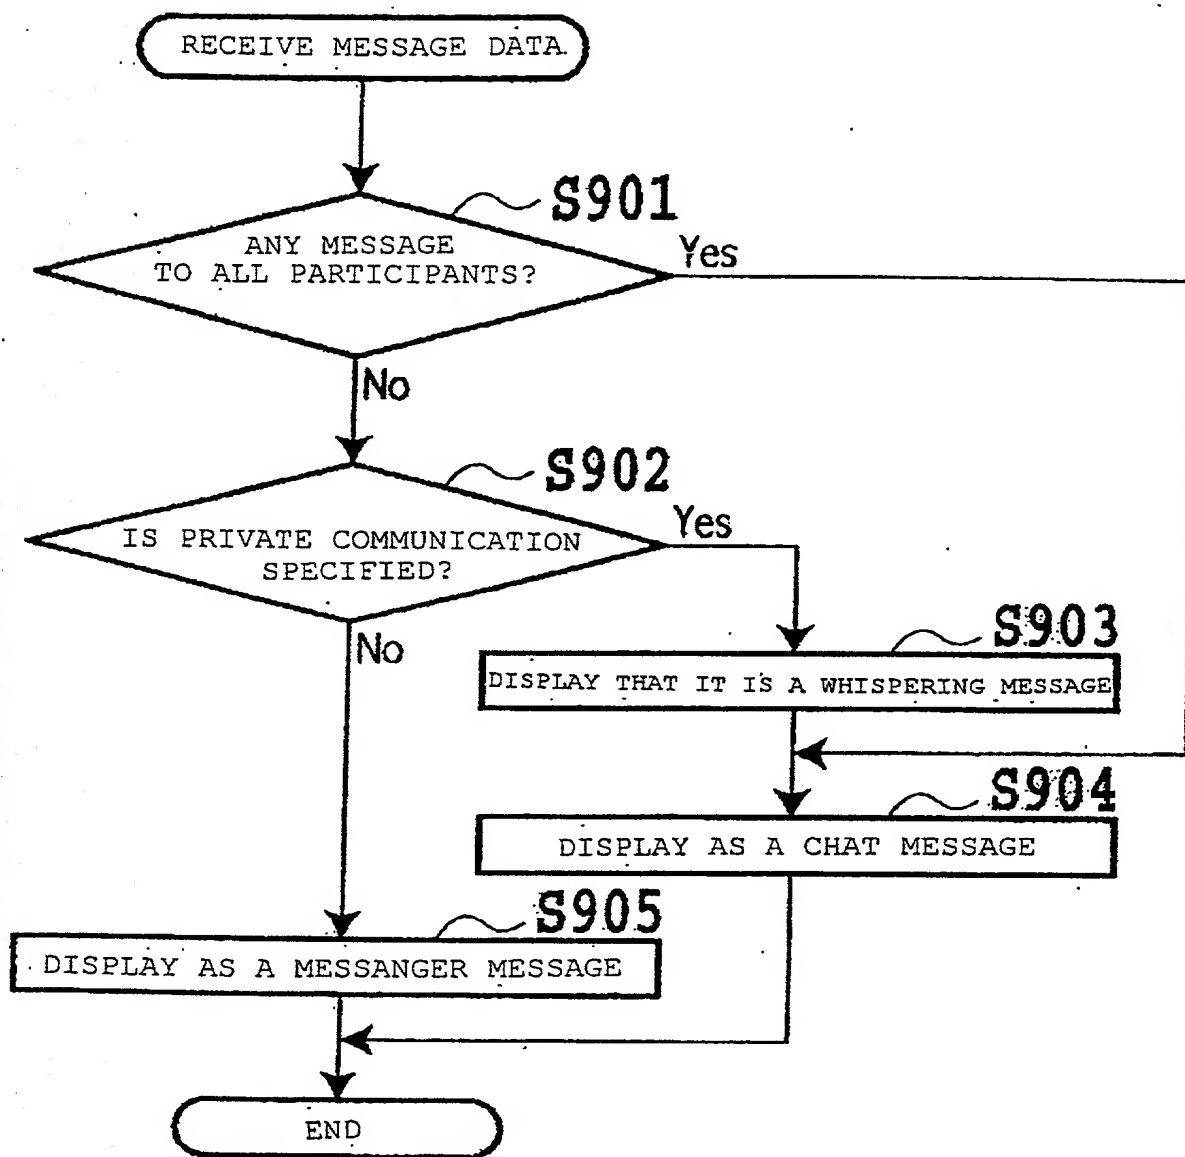 RECEIVE MESSAGE DATA
S901
ANY MESSAGE
TO ALL PARTICIPANTS?
Yes
No
S902
IS PRIVATE COMMUNICATION
SPECIFIED?
Yes
No
S903
DISPLAY THAT IT IS A WHISPERING MESSAGE
S904
DISPLAY AS A CHAT MESSAGE
S905
DISPLAY AS A MESSANGER MESSAGE
END